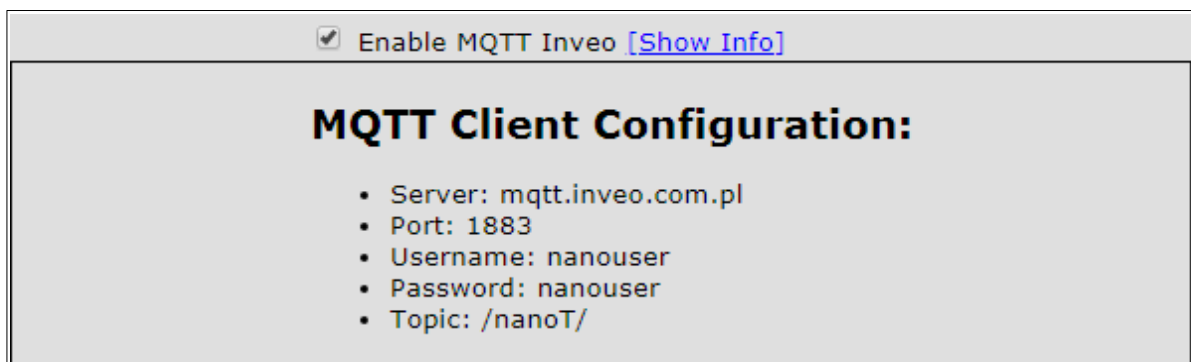 Enable MQTT Inveo [Show Info]
MQTT Client Configuration:
• Server: mqtt.inveo.com.pl
• Port: 1883
• Username: nanouser
• Password: nanouser
• Topic: /nanoT/